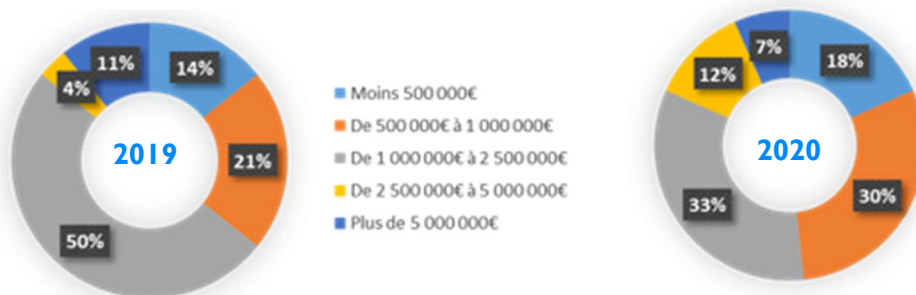 11%
14%
4%
2019
21%
50%
Moins 500 000€
De 500 000€ à 1 000 000€
De 1 000 000€ à 2 500 000€
De 2 500 000€ à 5 000 000€
Plus de 5 000 000€
7%
18%
12%
2020
30%
33%